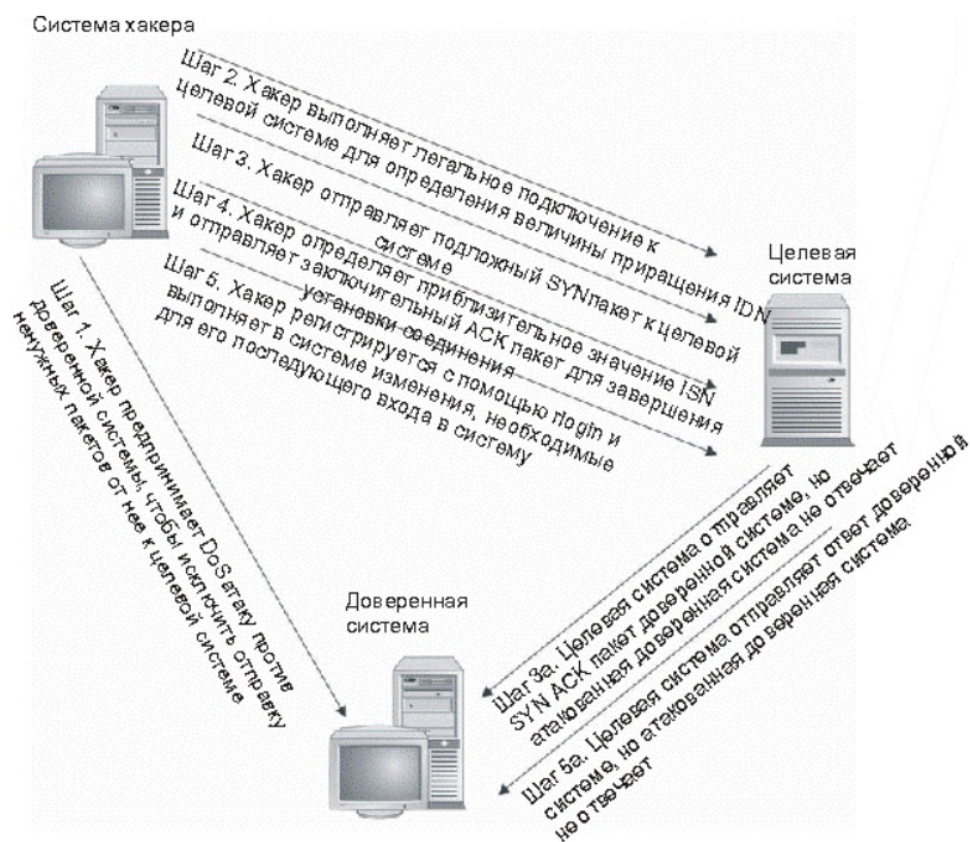 Система хакера
Шаг 2. Хакер выполняет легальное подключение к
целевой системе для определения величины приращения IDN
Шаг 3. Хакер отправляет подложный SYNпакет к целевой
системе
Шаг 4. Хакер определяет приблизительное значение ISN
и отправляет заключительный ACK пакет для завершения
установки соединения
Шаг 5. Хакер регистрируется с помощью rlogin и
выполняет в системе изменения, необходимые
для его последующего входа в систему
Целевая
система
Шаг 1. Хакер предпринимает DoSатаку против
доверенной системы, чтобы исключить отправку
ненужных пакетов от нее к целевой системе
Доверенная
система
Шаг 3а. Целевая система отправляет
SYN ACK пакет доверенной системе, но
атакованная доверенная система не отвечает
Шаг 5а. Целевая система отправляет ответ доверенной
системе, но атакованная доверенная система
не отвечает